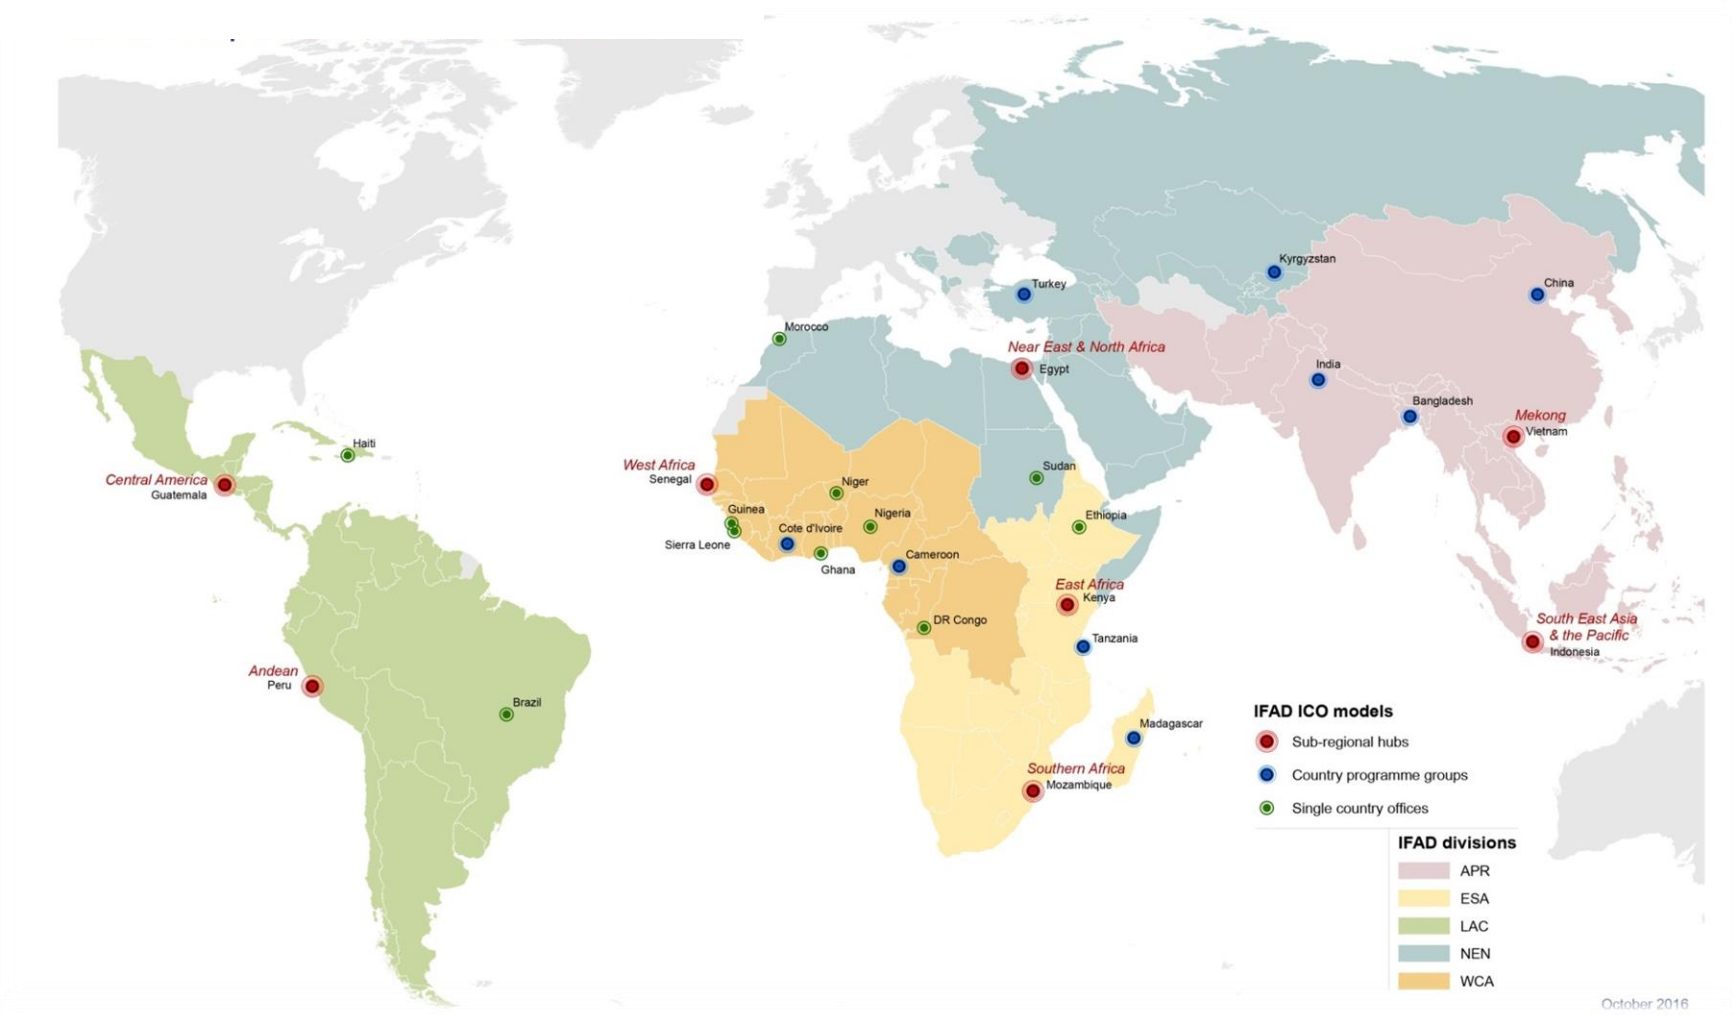 Kyrgyzstan
Turkey
China
Morocco
Near East & North Africa
Egypt
India
Bangladesh
Mekong
Vietnam
Haiti
Central America
Guatemala
West Africa
Senegal
Niger
Sudan
Guinea
Cote d'Ivoire
Nigeria
Ethiopia
Sierra Leone
Ghana
Cameroon
East Africa
Kenya
DR Congo
Tanzania
South East Asia
& the Pacific
Indonesia
Andean
Peru
Brazil
Madagascar
Southern Africa
Mozambique
IFAD ICO models
Sub-regional hubs
Country programme groups
Single country offices
IFAD divisions
APR
ESA
LAC
NEN
WCA
October 2016